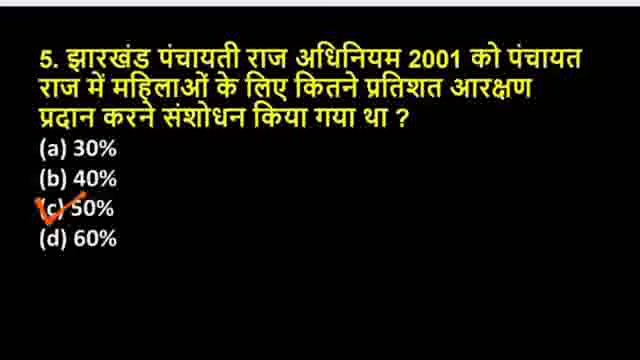 5. झारखंड पंचायती राज अधिनियम 2001 को पंचायत
राज में महिलाओं के लिए कितने प्रतिशत आरक्षण
प्रदान करने संशोधन किया गया था ?
(a) 30%
(b) 40%
(c) 50%
(d) 60%